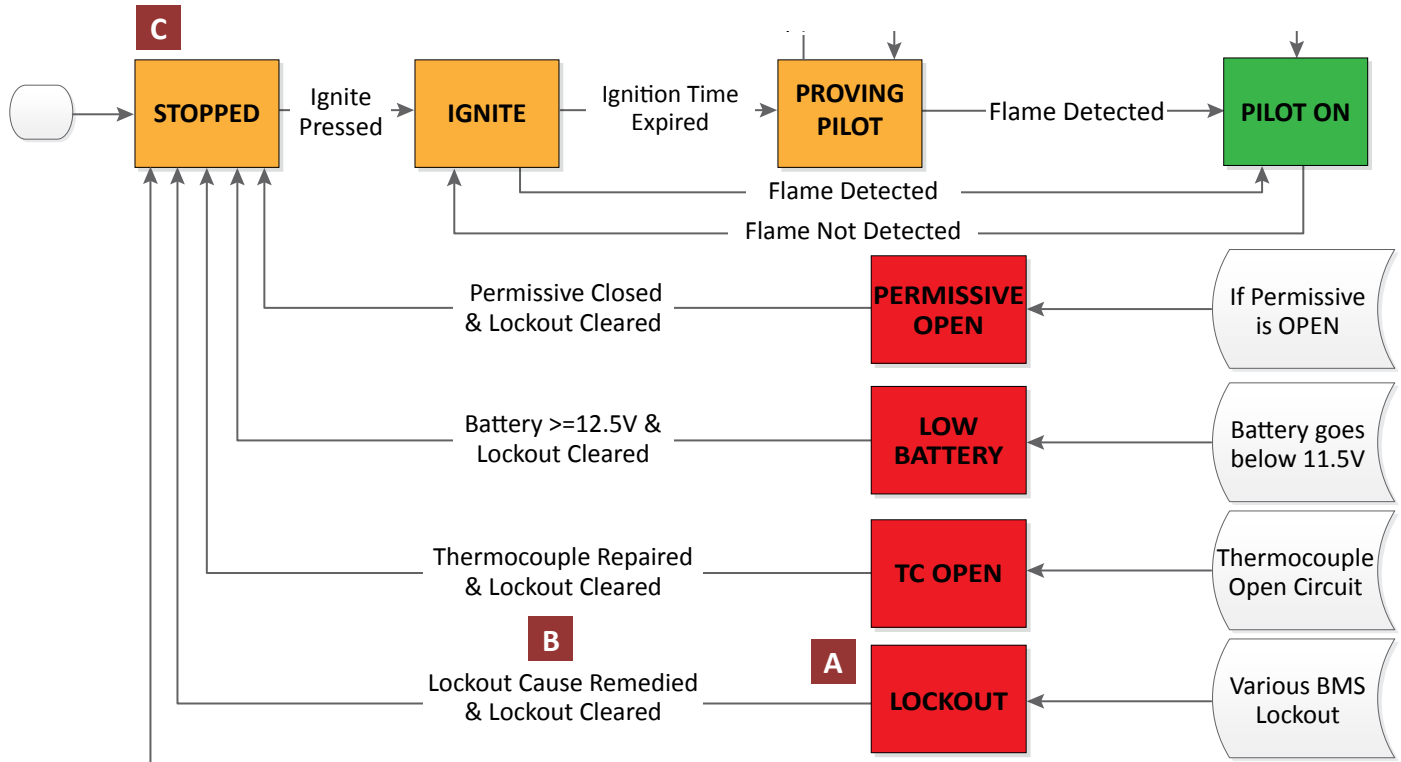 C
STOPPED
Ignite
Pressed
IGNITE
Ignition Time
Expired
PROVING
PILOT
Flame Detected
PILOT ON
Flame Detected
Flame Not Detected
Permissive Closed
& Lockout Cleared
PERMISSIVE
OPEN
If Permissive
is OPEN
Battery >=12.5V &
Lockout Cleared
LOW
BATTERY
Battery goes
below 11.5V
Thermocouple Repaired
& Lockout Cleared
TC OPEN
Thermocouple
Open Circuit
B
A
Lockout Cause Remedied
& Lockout Cleared
LOCKOUT
Various BMS
Lockout